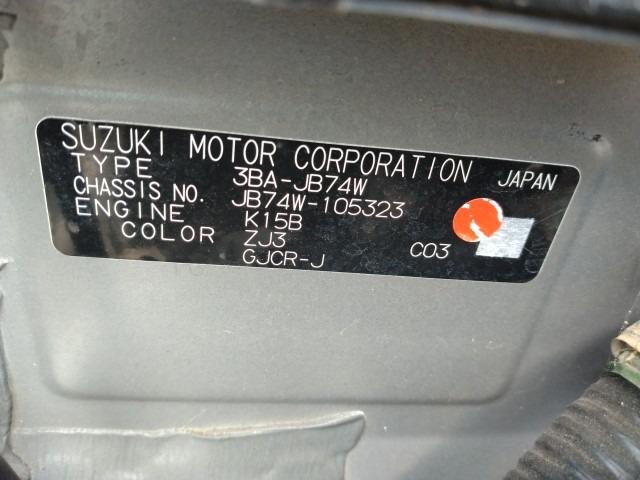 SUZUKI MOTOR CORPORATION JAPAN
TYPE 3BA-JB74W
CHASSIS NO. JB74W-105323
ENGINE K15B
COLOR ZJ3
GJCR-J C03